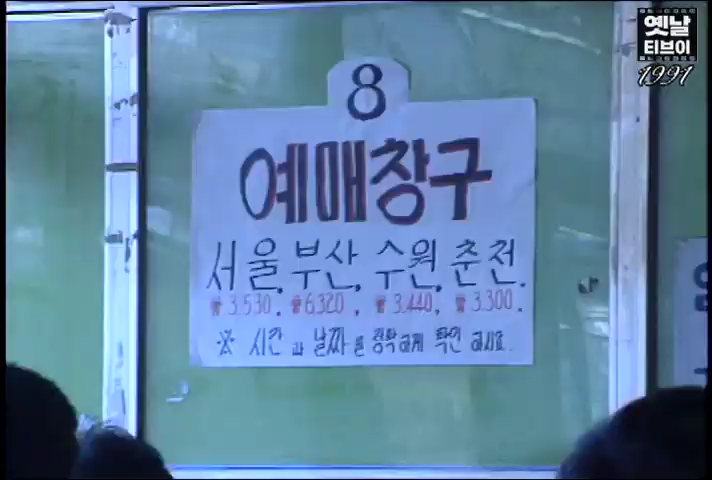 옛날
티브이
1991
8
예매창구
서울, 부산, 수원, 춘천.
3.530, 6.320, 3.440, 3.300.
※ 시간과 날짜를 정확하게 확인 하시요.